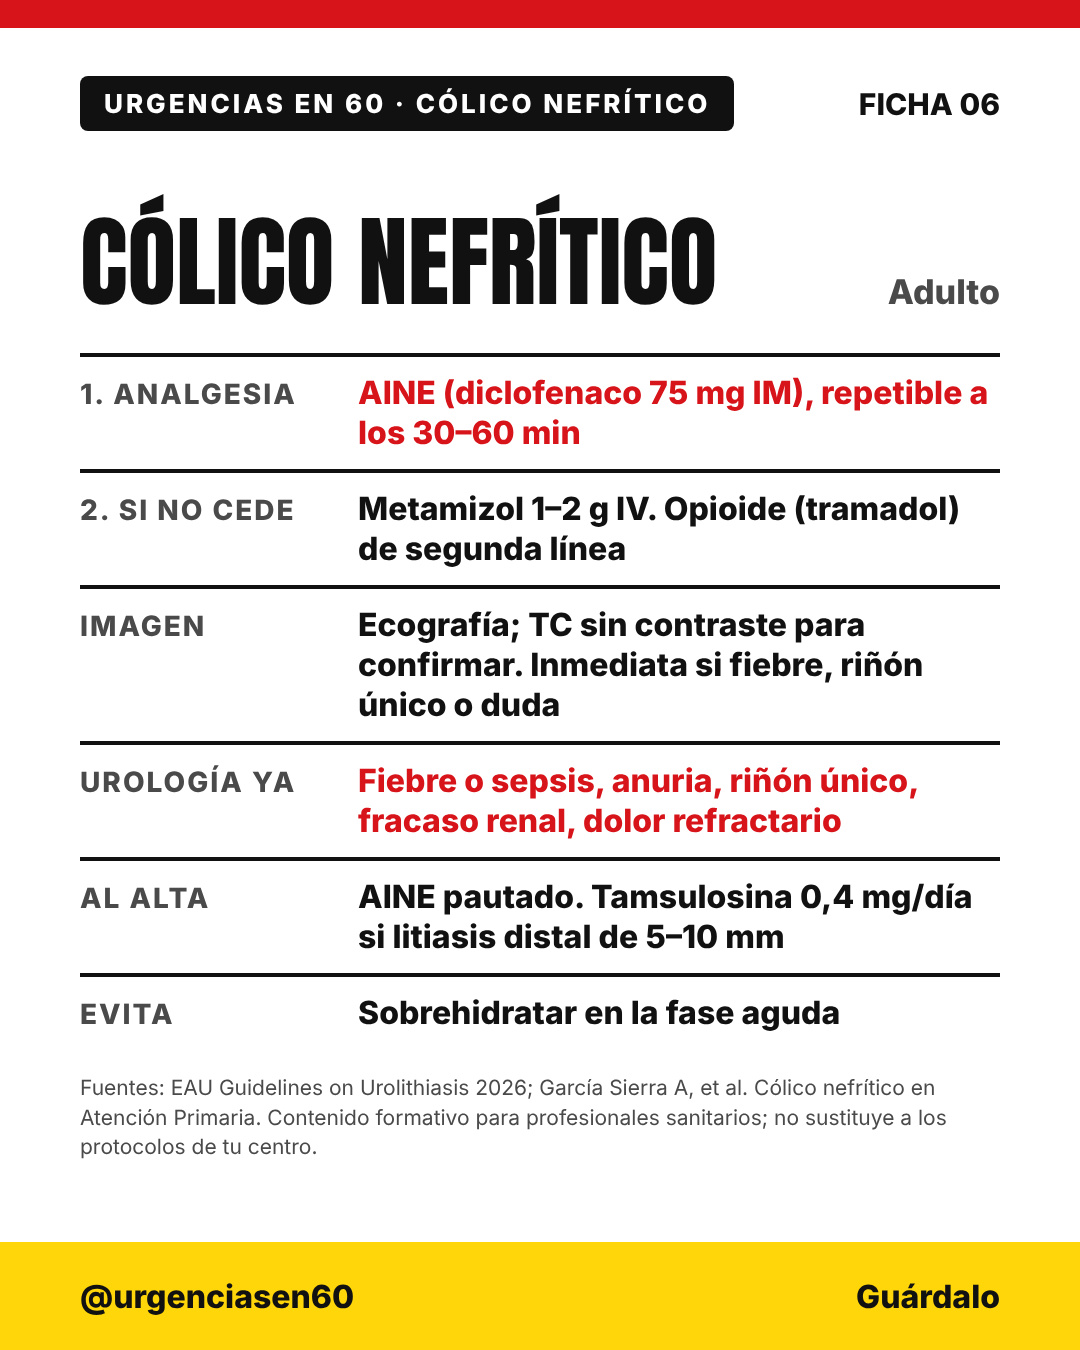 URGENCIAS EN 60 · CÓLICO NEFRÍTICO
FICHA 06
CÓLICO NEFRÍTICO
Adulto
1. ANALGESIA
AINE (diclofenaco 75 mg IM), repetible a
los 30–60 min
2. SI NO CEDE
Metamizol 1–2 g IV. Opioide (tramadol)
de segunda línea
IMAGEN
Ecografía; TC sin contraste para
confirmar. Inmediata si fiebre, riñón
único o duda
UROLOGÍA YA
Fiebre o sepsis, anuria, riñón único,
fracaso renal, dolor refractario
AL ALTA
AINE pautado. Tamsulosina 0,4 mg/día
si litiasis distal de 5–10 mm
EVITA
Sobrehidratar en la fase aguda
Fuentes: EAU Guidelines on Urolithiasis 2026; García Sierra A, et al. Cólico nefrítico en
Atención Primaria. Contenido formativo para profesionales sanitarios; no sustituye a los
protocolos de tu centro.
@urgenciasen60
Guárdalo